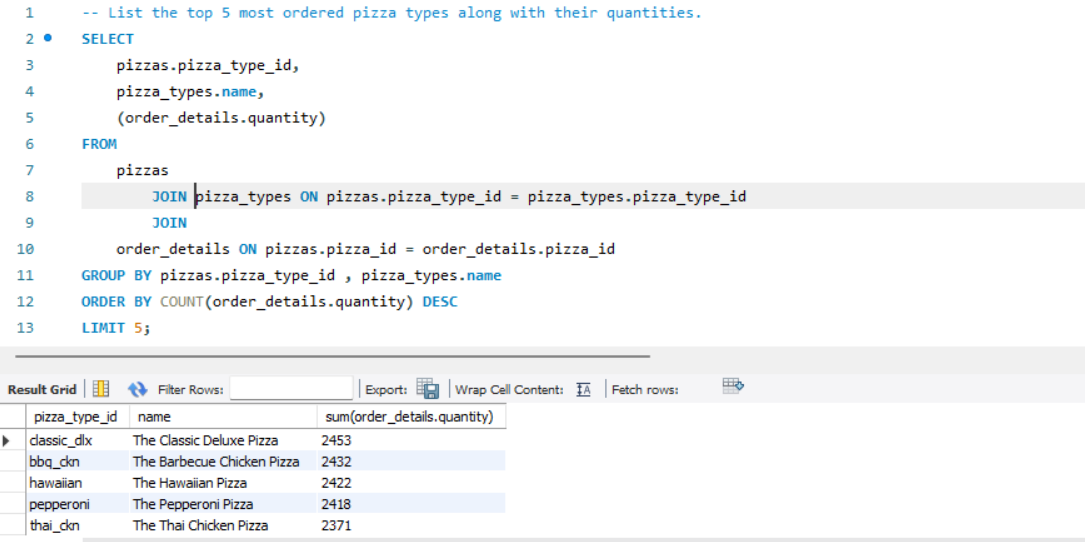 1 -- List the top 5 most ordered pizza types along with their quantities.
2 SELECT
3 pizzas.pizza_type_id,
4 pizza_types.name,
5 (order_details.quantity)
6 FROM
7 pizzas
8 JOIN pizza_types ON pizzas.pizza_type_id = pizza_types.pizza_type_id
9 JOIN
10 order_details ON pizzas.pizza_id = order_details.pizza_id
11 GROUP BY pizzas.pizza_type_id , pizza_types.name
12 ORDER BY COUNT(order_details.quantity) DESC
13 LIMIT 5;
Result Grid Filter Rows: Export: Wrap Cell Content: IA Fetch rows:
pizza_type_id name sum(order_details.quantity)
classic_dlx The Classic Deluxe Pizza 2453
bbq_ckn The Barbecue Chicken Pizza 2432
hawaiian The Hawaiian Pizza 2422
pepperoni The Pepperoni Pizza 2418
thai_ckn The Thai Chicken Pizza 2371